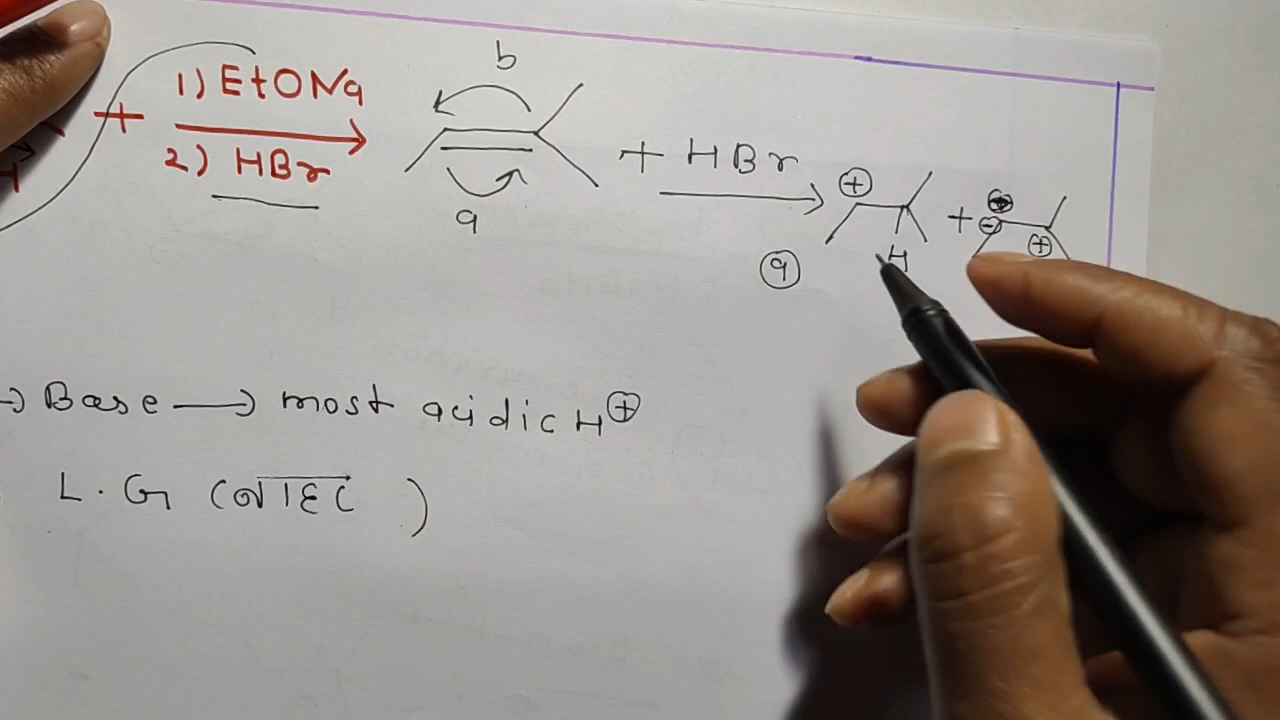 b
+ 1) EtONa
2) HBr
+ HBr
a
⊕
H
+
⊖
⊕
ⓐ
→ Base → most acidic H⊕
L.G